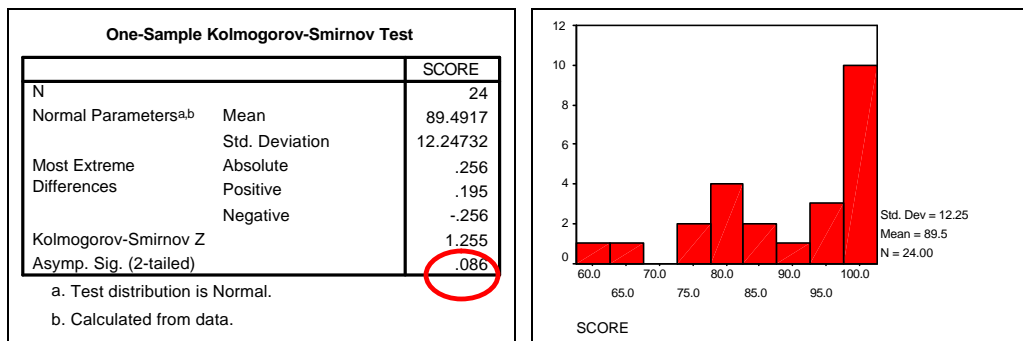 One-Sample Kolmogorov-Smirnov Test
SCORE
N 24
Normal Parametersa,b Mean 89.4917
Std. Deviation 12.24732
Most Extreme Absolute .256
Differences Positive .195
Negative -.256
Kolmogorov-Smirnov Z 1.255
Asymp. Sig. (2-tailed) .086
a. Test distribution is Normal.
b. Calculated from data.
12
10
8
6
4
2
0
60.0 70.0 80.0 90.0 100.0
65.0 75.0 85.0 95.0
SCORE
Std. Dev = 12.25
Mean = 89.5
N = 24.00